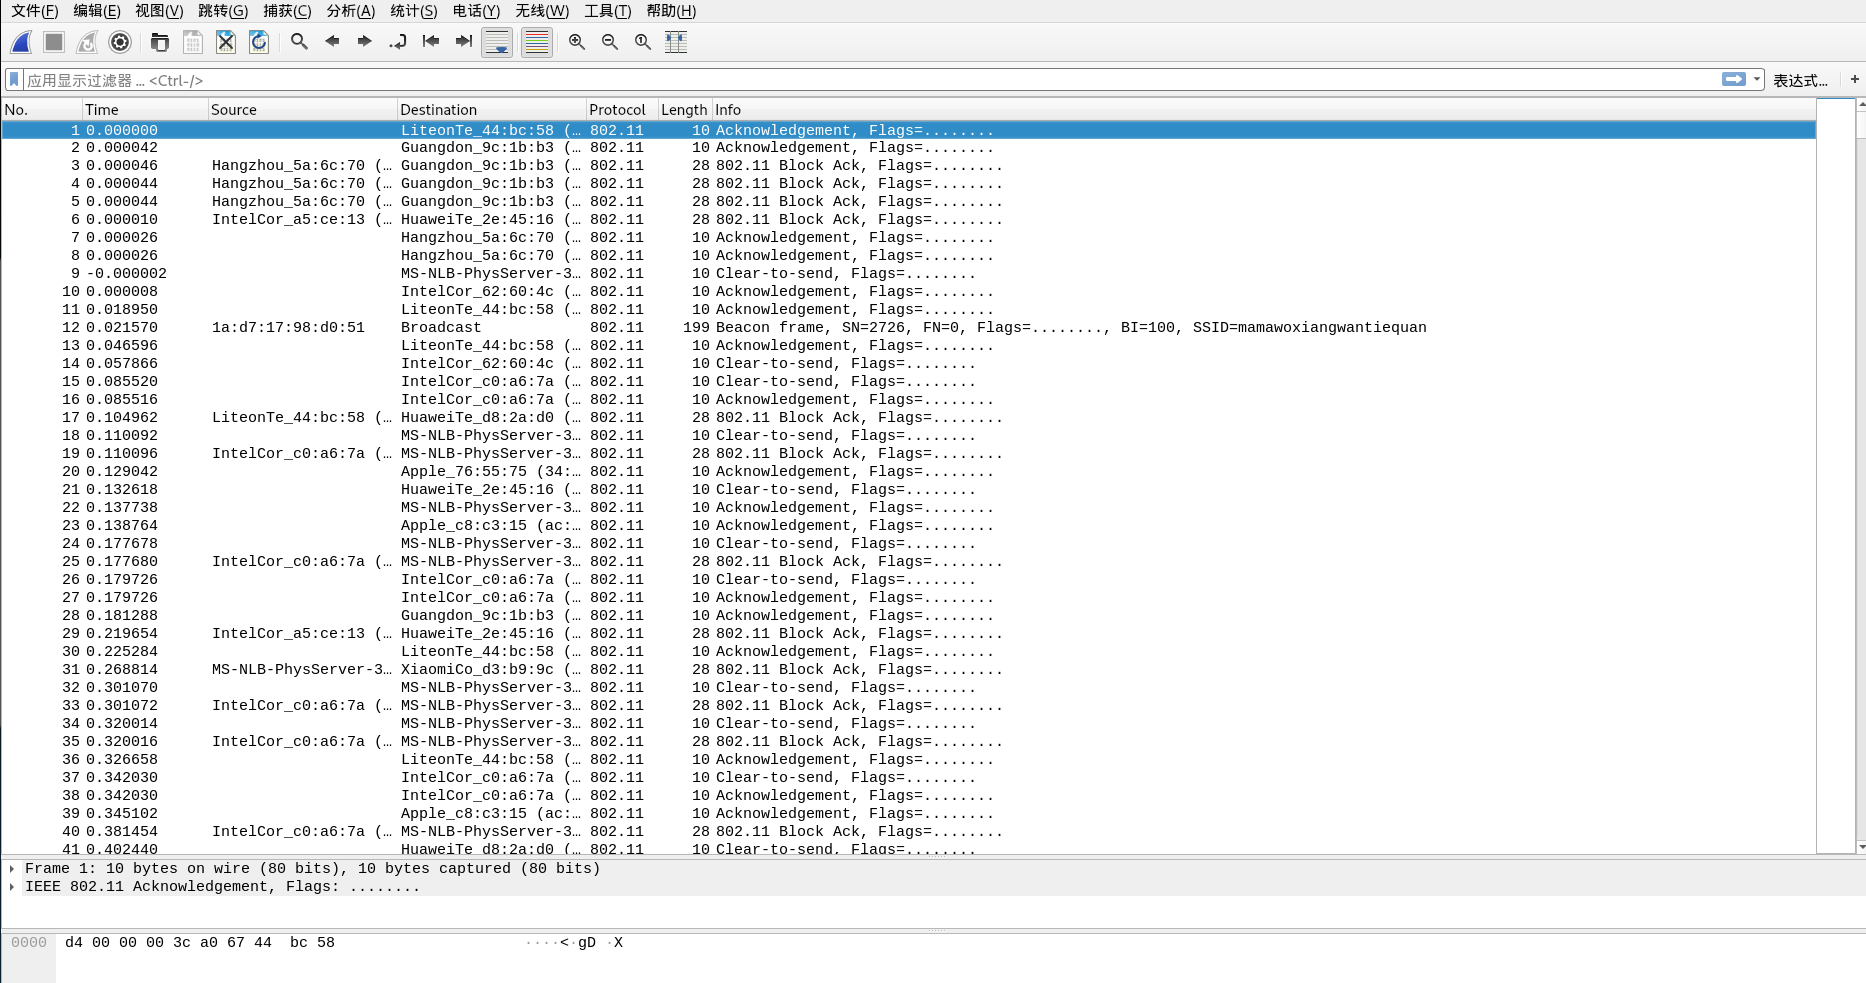 文件(F) 编辑(E) 视图(V) 跳转(G) 捕获(C) 分析(A) 统计(S) 电话(Y) 无线(W) 工具(T) 帮助(H)
应用显示过滤器 … <Ctrl-/> 表达式… +
No. Time Source Destination Protocol Length Info
1 0.000000 LiteonTe_44:bc:58 (… 802.11 10 Acknowledgement, Flags=........
2 0.000042 Guangdon_9c:1b:b3 (… 802.11 10 Acknowledgement, Flags=........
3 0.000046 Hangzhou_5a:6c:70 (… Guangdon_9c:1b:b3 (… 802.11 28 802.11 Block Ack, Flags=........
4 0.000044 Hangzhou_5a:6c:70 (… Guangdon_9c:1b:b3 (… 802.11 28 802.11 Block Ack, Flags=........
5 0.000044 Hangzhou_5a:6c:70 (… Guangdon_9c:1b:b3 (… 802.11 28 802.11 Block Ack, Flags=........
6 0.000010 IntelCor_a5:ce:13 (… HuaweiTe_2e:45:16 (… 802.11 28 802.11 Block Ack, Flags=........
7 0.000026 Hangzhou_5a:6c:70 (… 802.11 10 Acknowledgement, Flags=........
8 0.000026 Hangzhou_5a:6c:70 (… 802.11 10 Acknowledgement, Flags=........
9 -0.000002 MS-NLB-PhysServer-3… 802.11 10 Clear-to-send, Flags=........
10 0.000008 IntelCor_62:60:4c (… 802.11 10 Acknowledgement, Flags=........
11 0.018950 LiteonTe_44:bc:58 (… 802.11 10 Acknowledgement, Flags=........
12 0.021570 1a:d7:17:98:d0:51 Broadcast 802.11 199 Beacon frame, SN=2726, FN=0, Flags=........, BI=100, SSID=mamawoxiangwantiequan
13 0.046596 LiteonTe_44:bc:58 (… 802.11 10 Acknowledgement, Flags=........
14 0.057866 IntelCor_62:60:4c (… 802.11 10 Clear-to-send, Flags=........
15 0.085520 IntelCor_c0:a6:7a (… 802.11 10 Clear-to-send, Flags=........
16 0.085516 IntelCor_c0:a6:7a (… 802.11 10 Acknowledgement, Flags=........
17 0.104962 LiteonTe_44:bc:58 (… HuaweiTe_d8:2a:d0 (… 802.11 28 802.11 Block Ack, Flags=........
18 0.110092 MS-NLB-PhysServer-3… 802.11 10 Clear-to-send, Flags=........
19 0.110096 IntelCor_c0:a6:7a (… MS-NLB-PhysServer-3… 802.11 28 802.11 Block Ack, Flags=........
20 0.129042 Apple_76:55:75 (34:… 802.11 10 Acknowledgement, Flags=........
21 0.132618 HuaweiTe_2e:45:16 (… 802.11 10 Clear-to-send, Flags=........
22 0.137738 MS-NLB-PhysServer-3… 802.11 10 Acknowledgement, Flags=........
23 0.138764 Apple_c8:c3:15 (ac:… 802.11 10 Acknowledgement, Flags=........
24 0.177678 MS-NLB-PhysServer-3… 802.11 10 Clear-to-send, Flags=........
25 0.177680 IntelCor_c0:a6:7a (… MS-NLB-PhysServer-3… 802.11 28 802.11 Block Ack, Flags=........
26 0.179726 IntelCor_c0:a6:7a (… 802.11 10 Clear-to-send, Flags=........
27 0.179726 IntelCor_c0:a6:7a (… 802.11 10 Acknowledgement, Flags=........
28 0.181288 Guangdon_9c:1b:b3 (… 802.11 10 Acknowledgement, Flags=........
29 0.219654 IntelCor_a5:ce:13 (… HuaweiTe_2e:45:16 (… 802.11 28 802.11 Block Ack, Flags=........
30 0.225284 LiteonTe_44:bc:58 (… 802.11 10 Acknowledgement, Flags=........
31 0.268814 MS-NLB-PhysServer-3… XiaomiCo_d3:b9:9c (… 802.11 28 802.11 Block Ack, Flags=........
32 0.301070 MS-NLB-PhysServer-3… 802.11 10 Clear-to-send, Flags=........
33 0.301072 IntelCor_c0:a6:7a (… MS-NLB-PhysServer-3… 802.11 28 802.11 Block Ack, Flags=........
34 0.320014 MS-NLB-PhysServer-3… 802.11 10 Clear-to-send, Flags=........
35 0.320016 IntelCor_c0:a6:7a (… MS-NLB-PhysServer-3… 802.11 28 802.11 Block Ack, Flags=........
36 0.326658 LiteonTe_44:bc:58 (… 802.11 10 Acknowledgement, Flags=........
37 0.342030 IntelCor_c0:a6:7a (… 802.11 10 Clear-to-send, Flags=........
38 0.342030 IntelCor_c0:a6:7a (… 802.11 10 Acknowledgement, Flags=........
39 0.345102 Apple_c8:c3:15 (ac:… 802.11 10 Acknowledgement, Flags=........
40 0.381454 IntelCor_c0:a6:7a (… MS-NLB-PhysServer-3… 802.11 28 802.11 Block Ack, Flags=........
41 0.402440 HuaweiTe_d8:2a:d0 (… 802.11 10 Clear-to-send, Flags=........
Frame 1: 10 bytes on wire (80 bits), 10 bytes captured (80 bits)
IEEE 802.11 Acknowledgement, Flags: ........
0000 d4 00 00 00 3c a0 67 44 bc 58 ····<·gD ·X